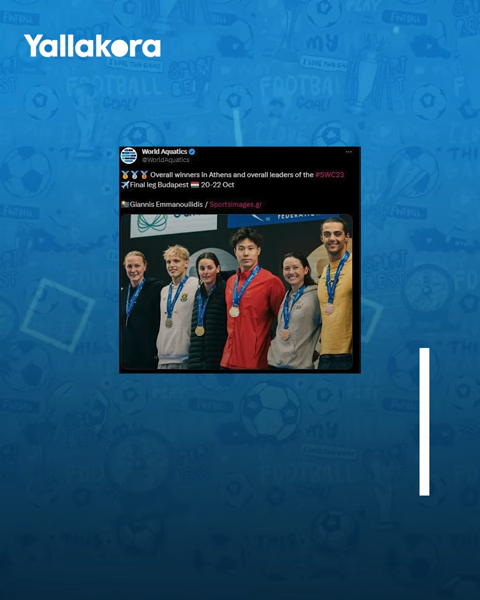 Yallakora
World Aquatics
@WorldAquatics
Overall winners in Athens and overall leaders of the #SWC23
Final leg Budapest 20-22 Oct
Giannis Emmanouilidis / Sportsimages.gr